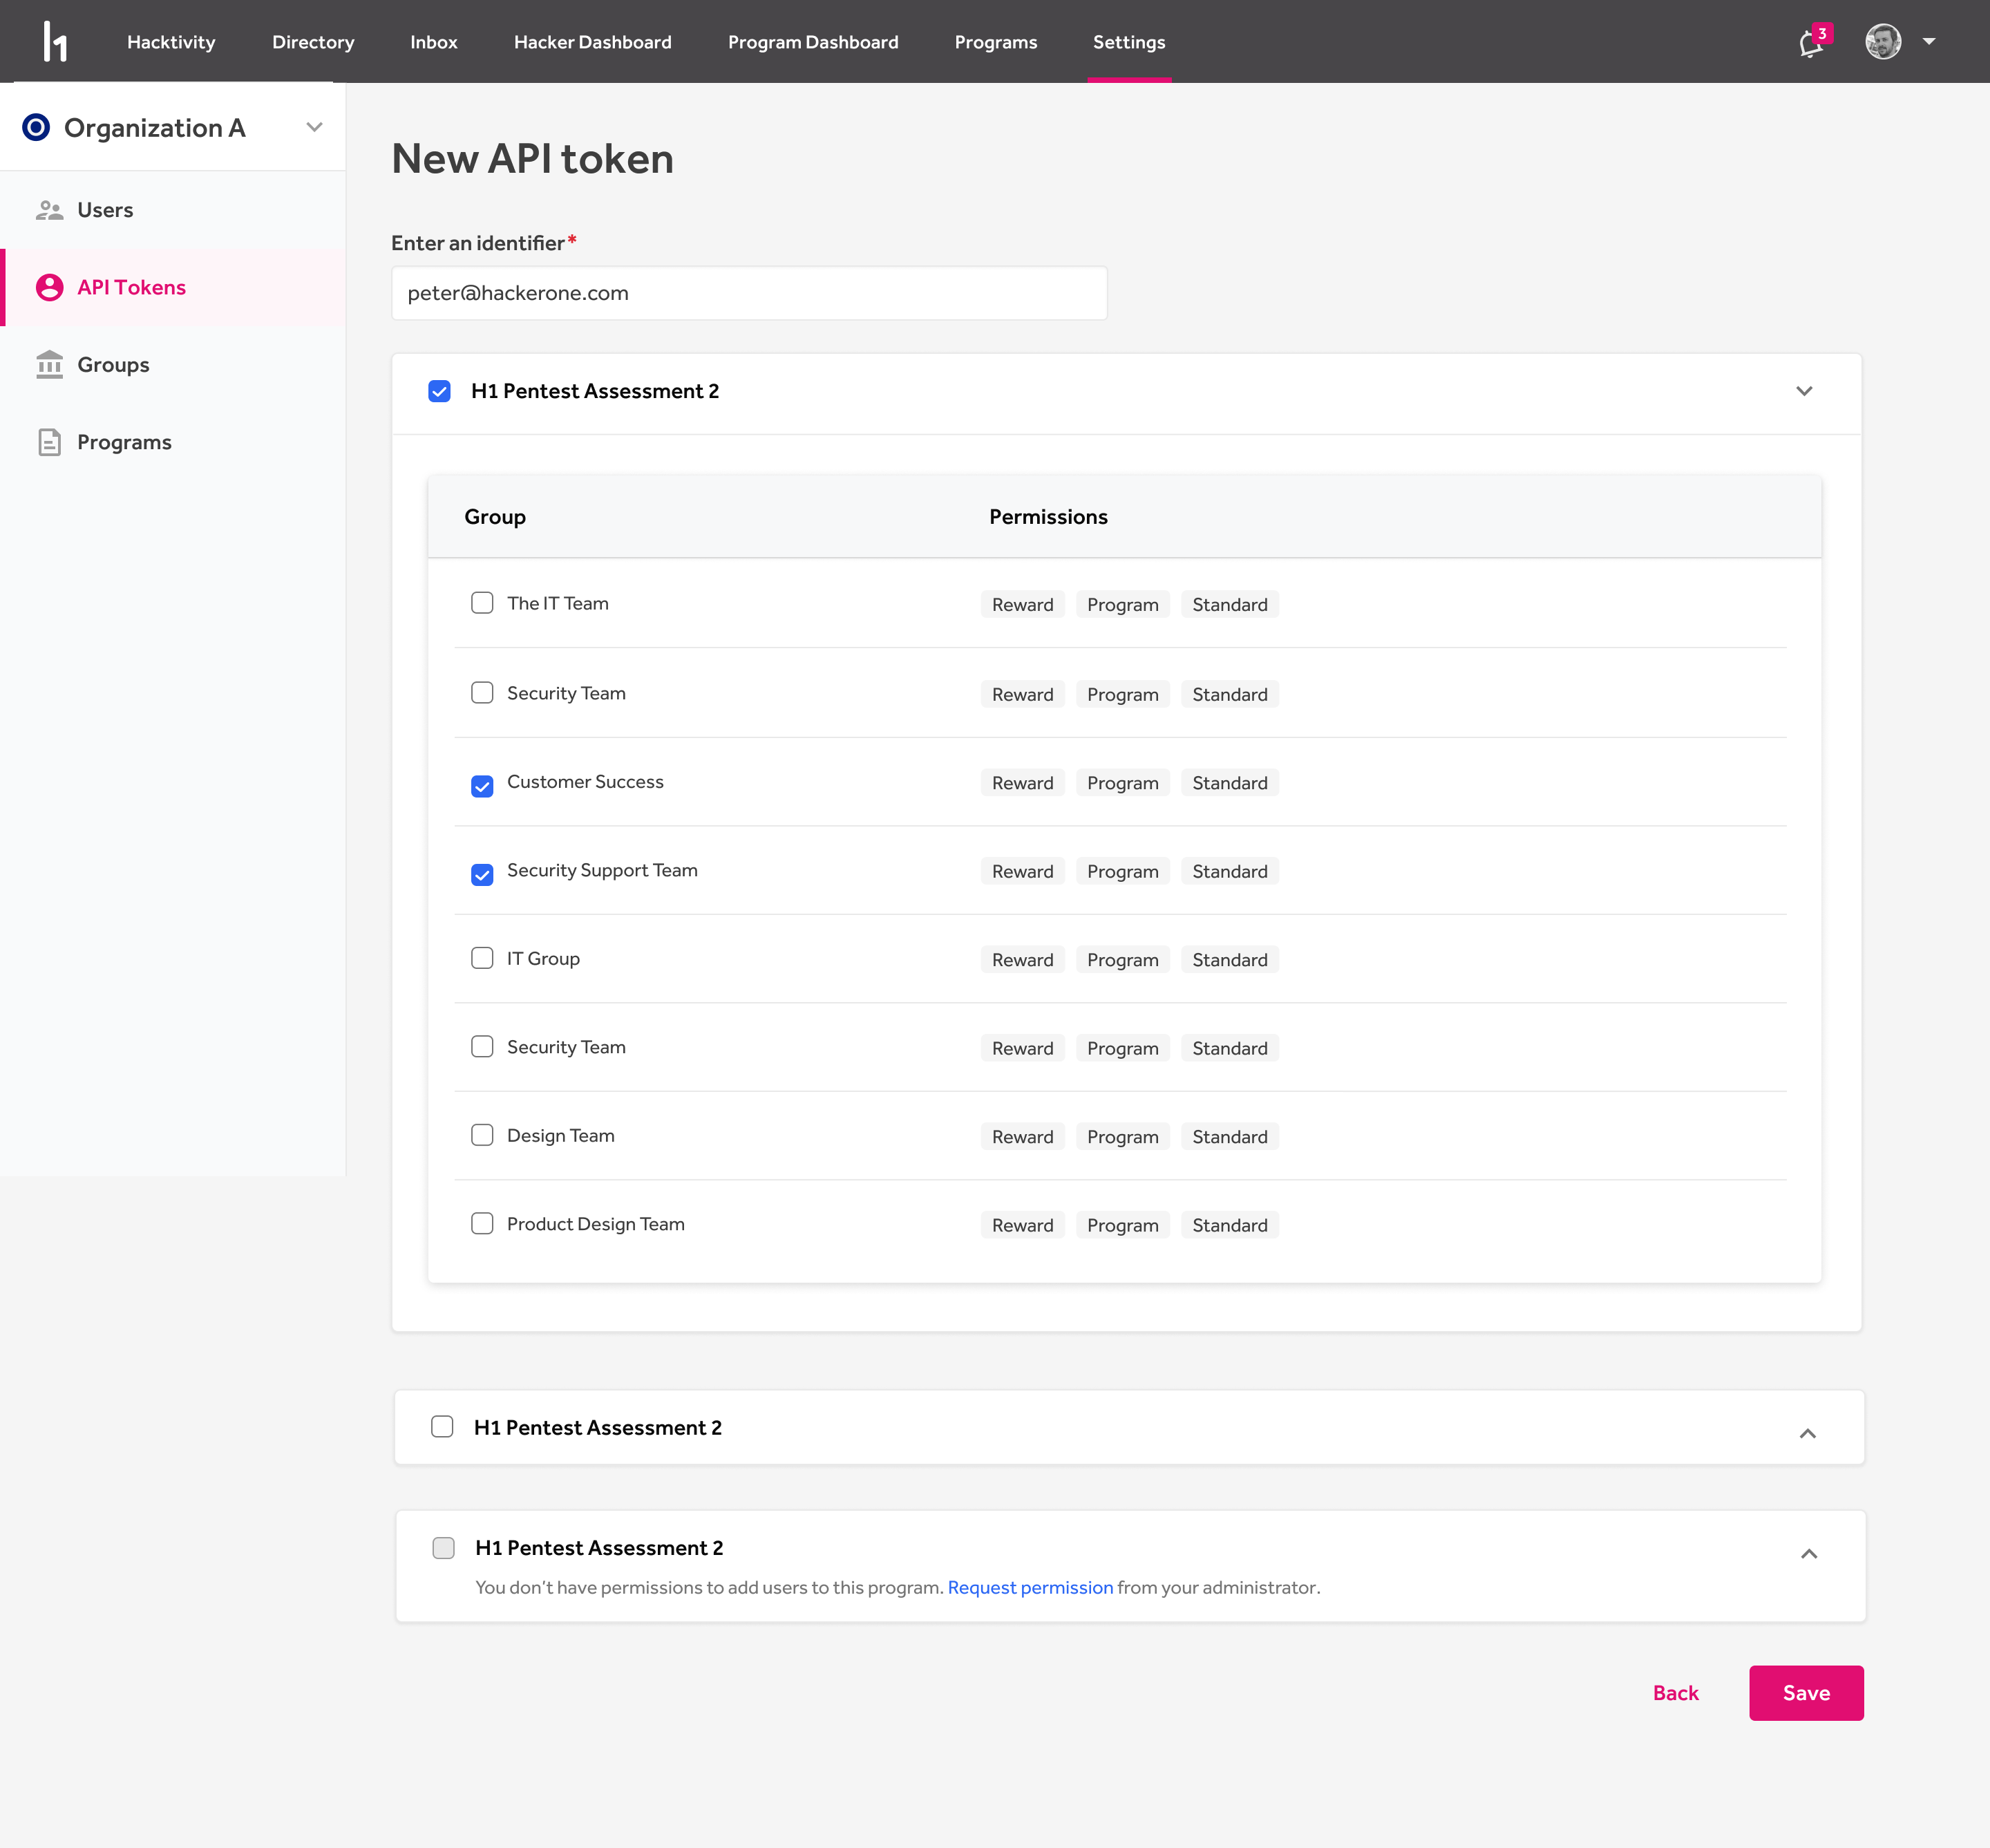 h1 Hacktivity Directory Inbox Hacker Dashboard Program Dashboard Programs Settings 3
Organization A
Users
API Tokens
Groups
Programs
New API token
Enter an identifier*
peter@hackerone.com
H1 Pentest Assessment 2
Group Permissions
The IT Team Reward Program Standard
Security Team Reward Program Standard
Customer Success Reward Program Standard
Security Support Team Reward Program Standard
IT Group Reward Program Standard
Security Team Reward Program Standard
Design Team Reward Program Standard
Product Design Team Reward Program Standard
H1 Pentest Assessment 2
H1 Pentest Assessment 2
You don’t have permissions to add users to this program. Request permission from your administrator.
Back Save